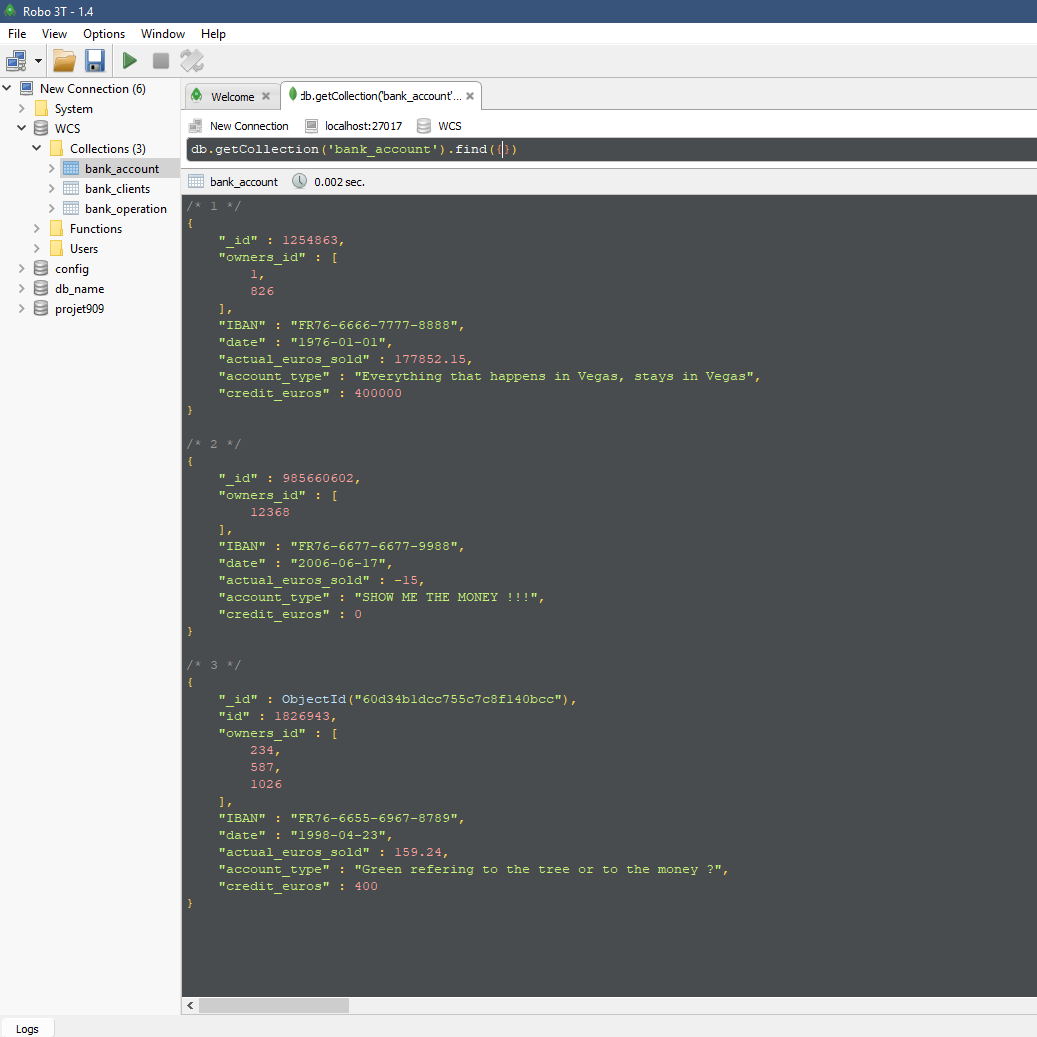 Robo 3T - 1.4
File View Options Window Help
New Connection (6)
System
WCS
Collections (3)
bank_account
bank_clients
bank_operation
Functions
Users
config
db_name
projet909
Welcome
db.getCollection('bank_account'...
New Connection localhost:27017 WCS
db.getCollection('bank_account').find({})
bank_account 0.002 sec.
/* 1 */
{
"_id" : 1254863,
"owners_id" : [
1,
826
],
"IBAN" : "FR76-6666-7777-8888",
"date" : "1976-01-01",
"actual_euros_sold" : 177852.15,
"account_type" : "Everything that happens in Vegas, stays in Vegas",
"credit_euros" : 400000
}
/* 2 */
{
"_id" : 985660602,
"owners_id" : [
12368
],
"IBAN" : "FR76-6677-6677-9988",
"date" : "2006-06-17",
"actual_euros_sold" : -15,
"account_type" : "SHOW ME THE MONEY !!!",
"credit_euros" : 0
}
/* 3 */
{
"_id" : ObjectId("60d34b1dcc755c7c8f140bcc"),
"id" : 1826943,
"owners_id" : [
234,
587,
1026
],
"IBAN" : "FR76-6655-6967-8789",
"date" : "1998-04-23",
"actual_euros_sold" : 159.24,
"account_type" : "Green refering to the tree or to the money ?",
"credit_euros" : 400
}
Logs